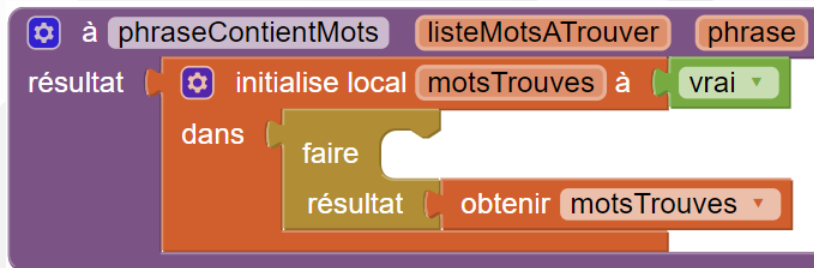 à phraseContientMots listeMotsATrouver phrase
résultat initialise local motsTrouves à vrai
dans faire
résultat obtenir motsTrouves